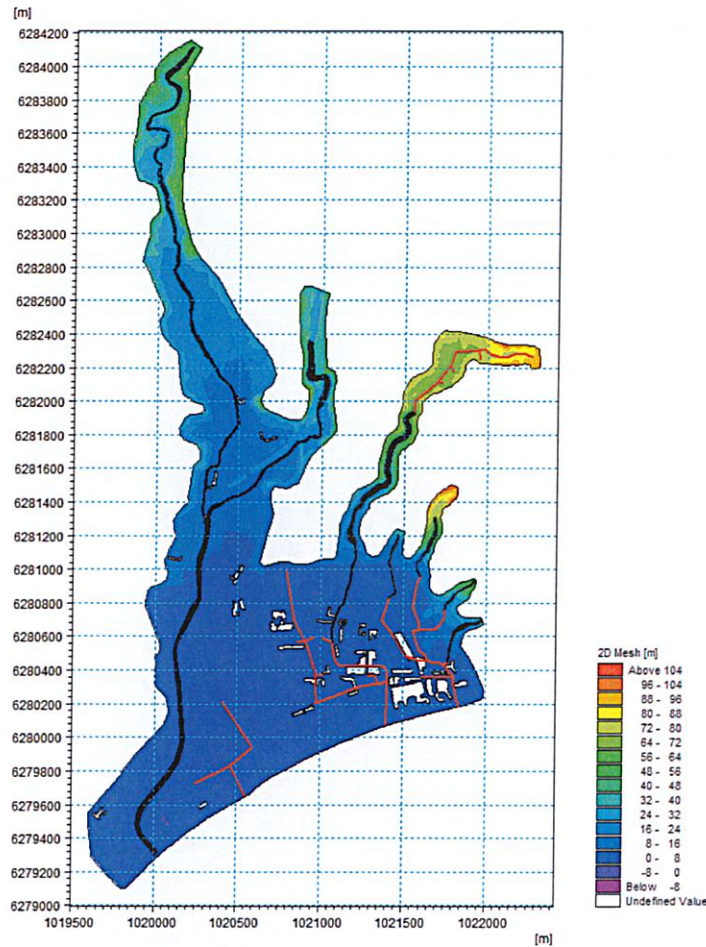 [m]
6284200
6284000
6283800
6283600
6283400
6283200
6283000
6282800
6282600
6282400
6282200
6282000
6281800
6281600
6281400
6281200
6281000
6280800
6280600
6280400
6280200
6280000
6279800
6279600
6279400
6279200
6279000
1019500 1020000 1020500 1021000 1021500 1022000
[m]
2D Mesh [m]
Above 104
96 - 104
88 - 96
80 - 88
72 - 80
64 - 72
56 - 64
48 - 56
40 - 48
32 - 40
24 - 32
16 - 24
8 - 16
0 - 8
-8 - 0
Below -8
Undefined Value